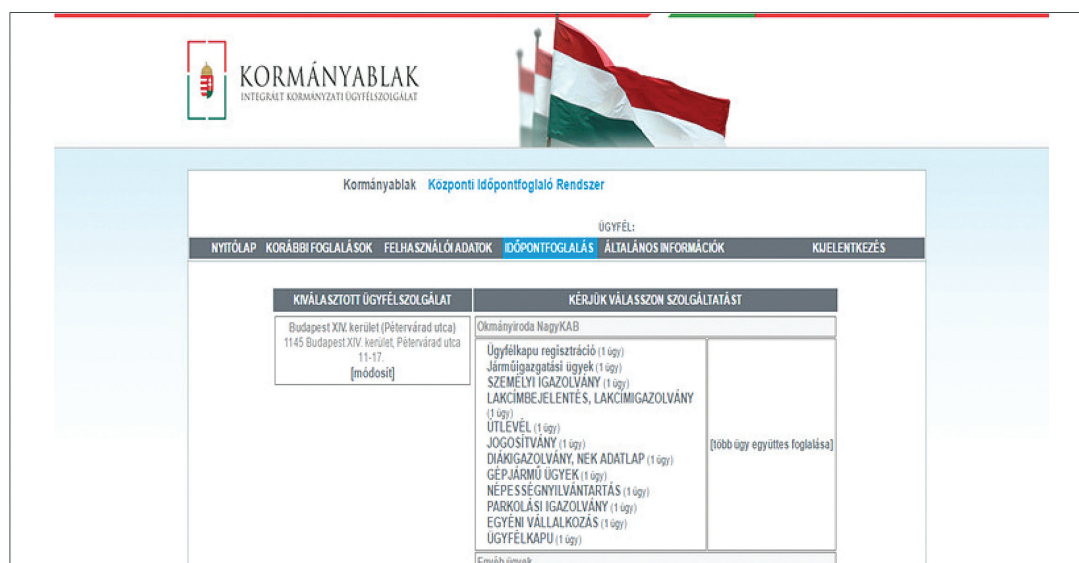 KORMÁNYABLAK
INTEGRÁLT KORMÁNYZATI ÜGYFÉLSZOLGÁLAT
Kormányablak Központi Időpontfoglaló Rendszer
ÜGYFÉL:
NYITÓLAP KORÁBBI FOGLALÁSOK FELHASZNÁLÓI ADATOK IDŐPONTFOGLALÁS ÁLTALÁNOS INFORMÁCIÓK KIJELENTKEZÉS
KIVÁLASZTOTT ÜGYFÉLSZOLGÁLAT
Budapest XIV. kerület (Pétervárad utca)
1145 Budapest XIV. kerület, Pétervárad utca
11-17.
[módosít]
KÉRJÜK VÁLASSZON SZOLGÁLTATÁST
Okmányiroda NagyKAB
Ügyfélkapu regisztráció (1 ügy)
Járműigazgatási ügyek (1 ügy)
SZEMÉLYI IGAZOLVÁNY (1 ügy)
LAKCÍMBEJELENTÉS, LAKCÍMIGAZOLVÁNY
(1 ügy)
ÚTLEVÉL (1 ügy)
JOGOSÍTVÁNY (1 ügy)
DIÁKIGAZOLVÁNY, NEK ADATLAP (1 ügy)
GÉPJÁRMŰ ÜGYEK (1 ügy)
NÉPESSÉGNYILVÁNTARTÁS (1 ügy)
PARKOLÁSI IGAZOLVÁNY (1 ügy)
EGYÉNI VÁLLALKOZÁS (1 ügy)
ÜGYFÉLKAPU (1 ügy)
[több ügy együttes foglalása]
Egyéb ügyek